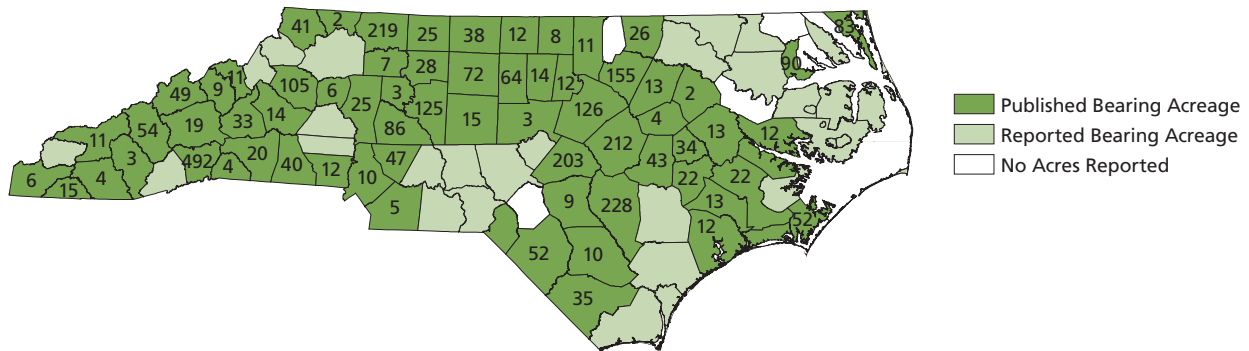 41 2 219 25 38 12 8 11 26 83
7 28 72 64 14 12 155 13 2 90
49 9 11 105 6 25 3 125 15 3 126 4
11 54 19 33 14 86 212 13 12
6 15 4 3 492 4 20 40 12 10 47 203 43 34 22 22
5 9 228 13 12 52
52 10
35
Published Bearing Acreage
Reported Bearing Acreage
No Acres Reported